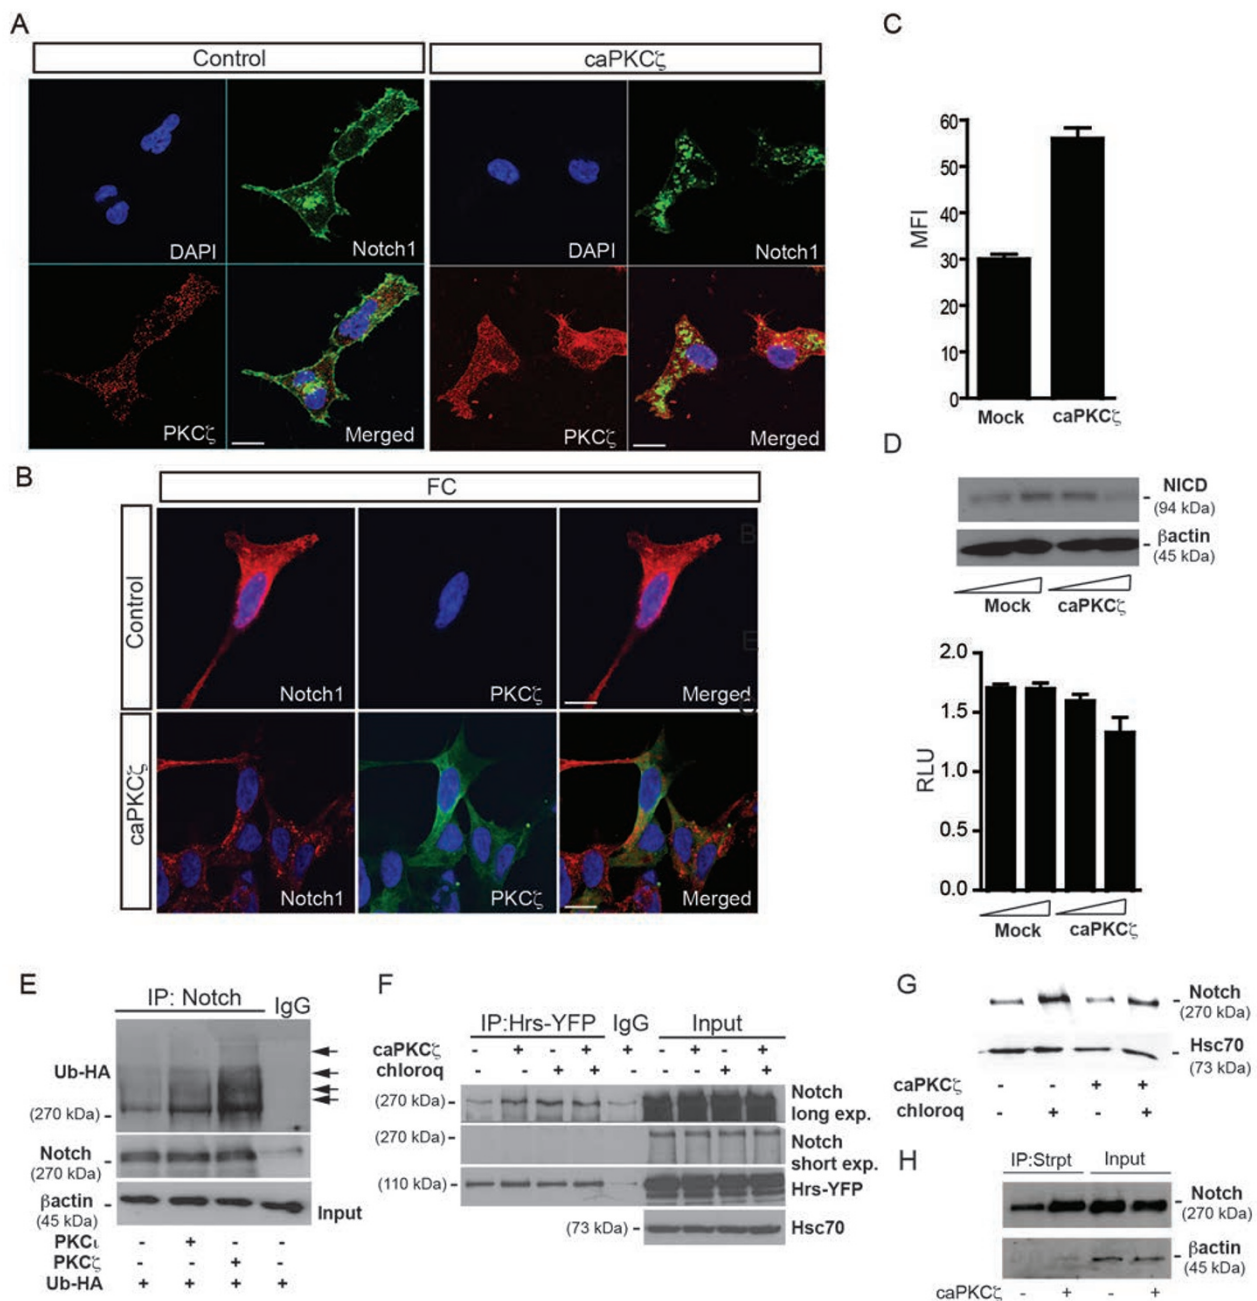 A
Control
caPKCζ
DAPI
Notch1
DAPI
Notch1
PKCζ
Merged
PKCζ
Merged
B
FC
Control
Notch1
PKCζ
Merged
caPKCζ
Notch1
PKCζ
Merged
B
E
C
MFI
60
50
40
30
20
10
0
Mock caPKCζ
D
NICD
(94 kDa)
βactin
(45 kDa)
Mock caPKCζ
RLU
2.0
1.5
1.0
0.5
0.0
Mock caPKCζ
E
IP: Notch IgG
Ub-HA
(270 kDa) -
Notch
(270 kDa) -
βactin
(45 kDa) -
Input
PKCι - + - -
PKCζ - - + -
Ub-HA + + + +
F
IP:Hrs-YFP IgG Input
caPKCζ - + - + + - + - +
chloroq - - + + + - - + +
(270 kDa) - Notch
long exp.
(270 kDa) - Notch
short exp.
(110 kDa) - Hrs-YFP
(73 kDa) - Hsc70
G
- Notch
(270 kDa)
- Hsc70
(73 kDa)
caPKCζ - - + +
chloroq - + - +
H
IP:Strpt Input
- Notch
(270 kDa)
- βactin
(45 kDa)
caPKCζ - + - +